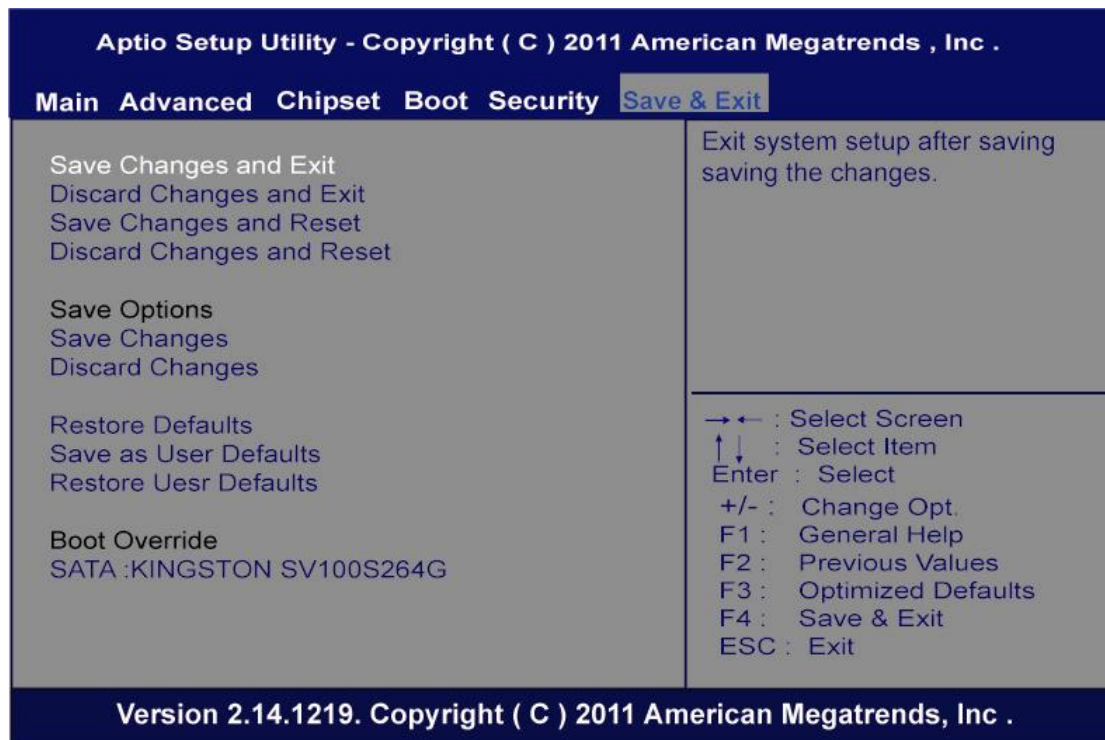 Aptio Setup Utility - Copyright ( C ) 2011 American Megatrends , Inc .
Main Advanced Chipset Boot Security Save & Exit
Save Changes and Exit
Discard Changes and Exit
Save Changes and Reset
Discard Changes and Reset
Save Options
Save Changes
Discard Changes
Restore Defaults
Save as User Defaults
Restore Uesr Defaults
Boot Override
SATA :KINGSTON SV100S264G
Exit system setup after saving
saving the changes.
→← : Select Screen
↑↓ : Select Item
Enter : Select
+/- : Change Opt.
F1 : General Help
F2 : Previous Values
F3 : Optimized Defaults
F4 : Save & Exit
ESC : Exit
Version 2.14.1219. Copyright ( C ) 2011 American Megatrends, Inc .